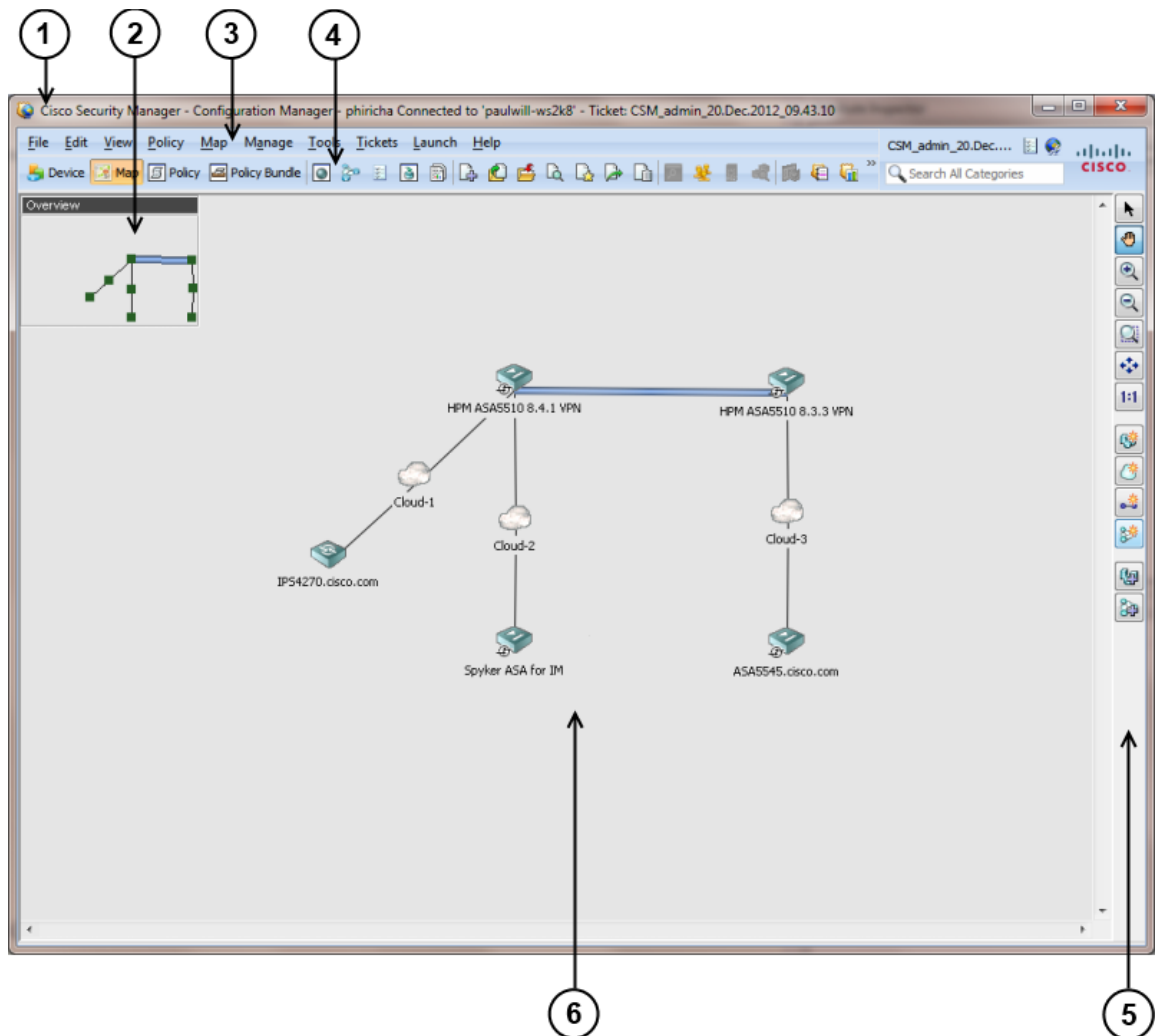 1 2 3 4
Cisco Security Manager - Configuration Manager - phiricha Connected to 'paulwill-ws2k8' - Ticket: CSM_admin_20.Dec.2012_09.43.10
File Edit View Policy Map Manage Tools Tickets Launch Help
CSM_admin_20.Dec....
Device Map Policy Policy Bundle
Search All Categories
CISCO
Overview
1:1
HPM ASA5510 8.4.1 VPN
HPM ASA5510 8.3.3 VPN
Cloud-1
Cloud-2
Cloud-3
IPS4270.cisco.com
Spyker ASA for IM
ASA5545.cisco.com
6 5